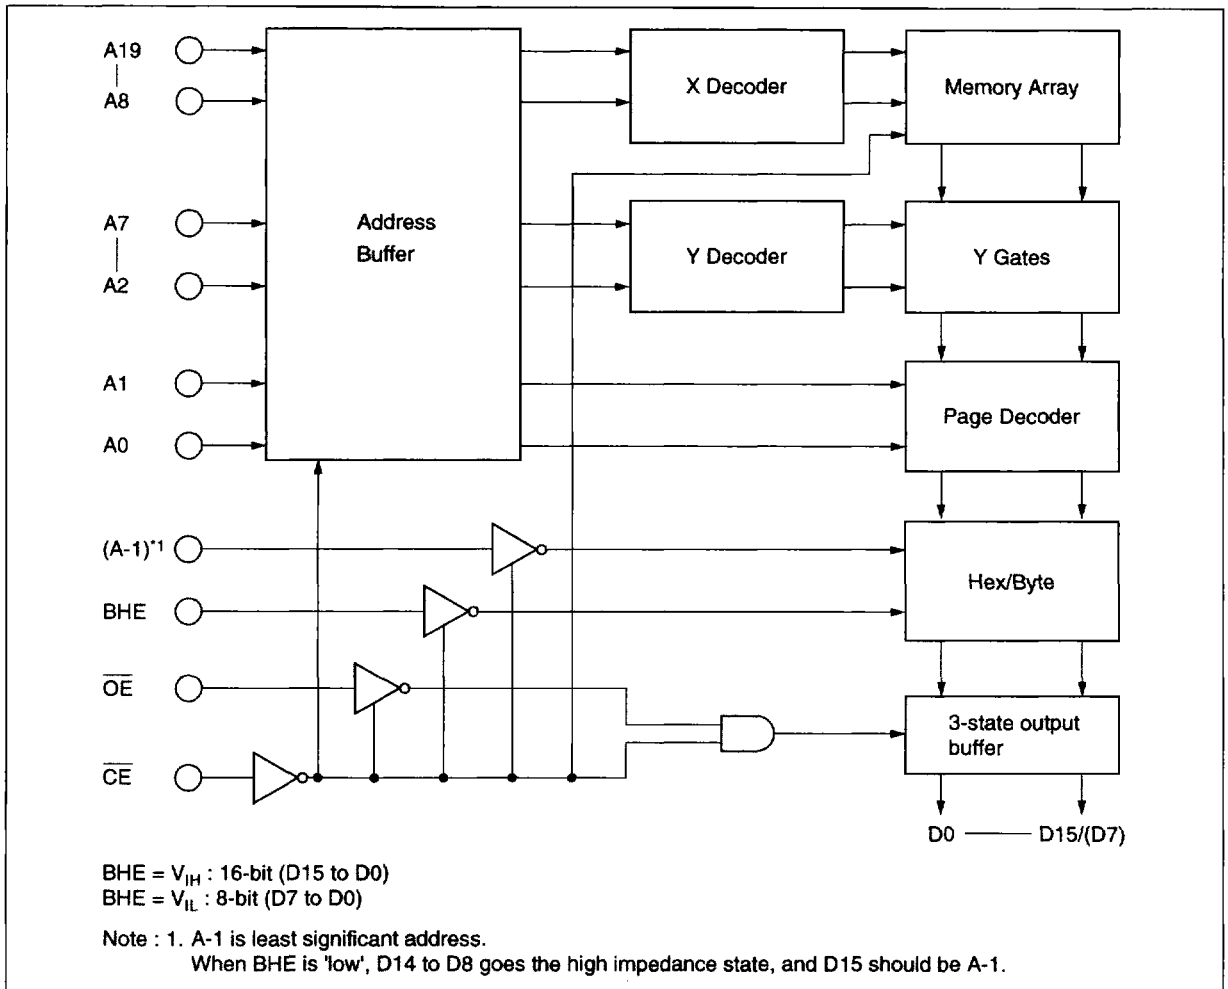 A19
A8
X Decoder
Memory Array
A7
A2
Address
Buffer
Y Decoder
Y Gates
A1
A0
Page Decoder
(A-1)*1
BHE
Hex/Byte
OE
CE
3-state output
buffer
D0 D15/(D7)
BHE = VIH : 16-bit (D15 to D0)
BHE = VIL : 8-bit (D7 to D0)
Note : 1. A-1 is least significant address.
When BHE is 'low', D14 to D8 goes the high impedance state, and D15 should be A-1.